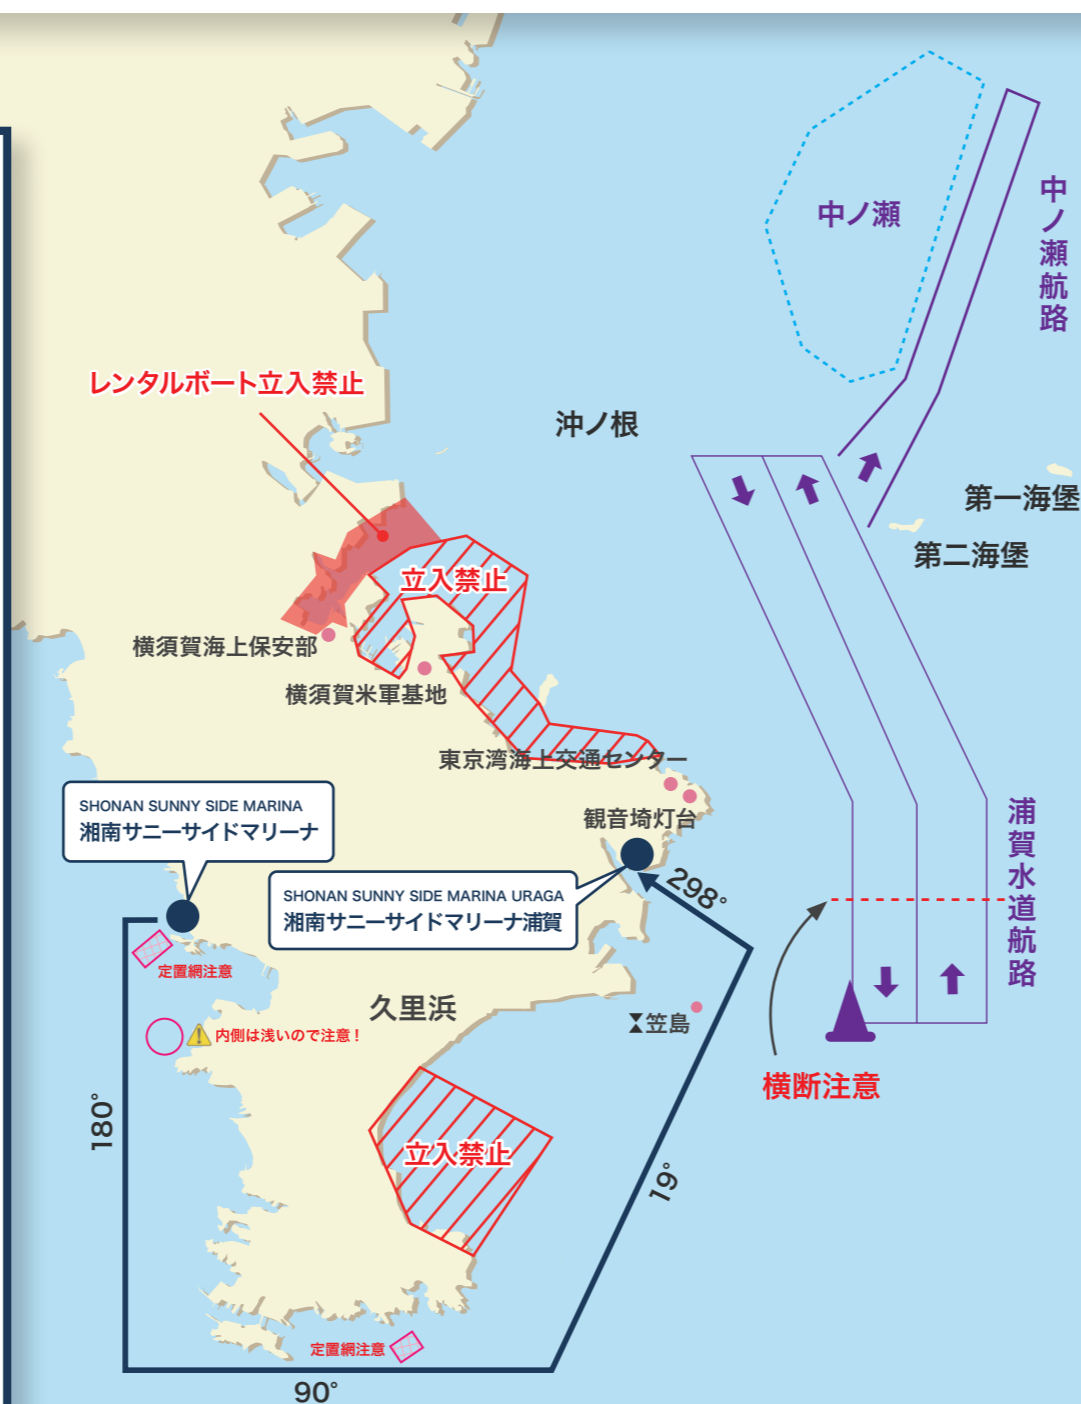 中ノ瀬
中ノ瀬航路
レンタルボート立入禁止
沖ノ根
第一海堡
第二海堡
立入禁止
横須賀海上保安部
横須賀米軍基地
東京湾海上交通センター
観音埼灯台
SHONAN SUNNY SIDE MARINA
湘南サニーサイドマリーナ
SHONAN SUNNY SIDE MARINA URAGA
湘南サニーサイドマリーナ浦賀
298°
浦賀水道航路
定置網注意
久里浜
笠島
内側は浅いので注意！
横断注意
180°
立入禁止
19°
定置網注意
90°